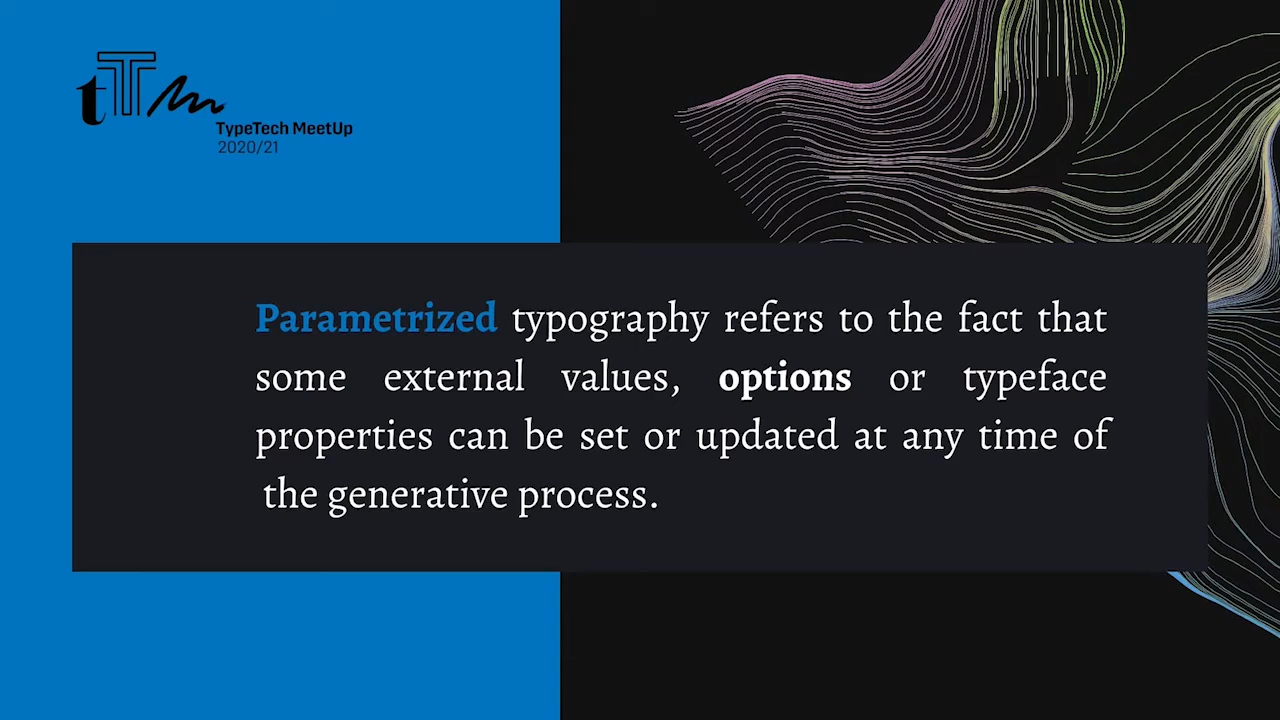 tTm
TypeTech MeetUp
2020/21
Parametrized typography refers to the fact that
some external values, options or typeface
properties can be set or updated at any time of
the generative process.